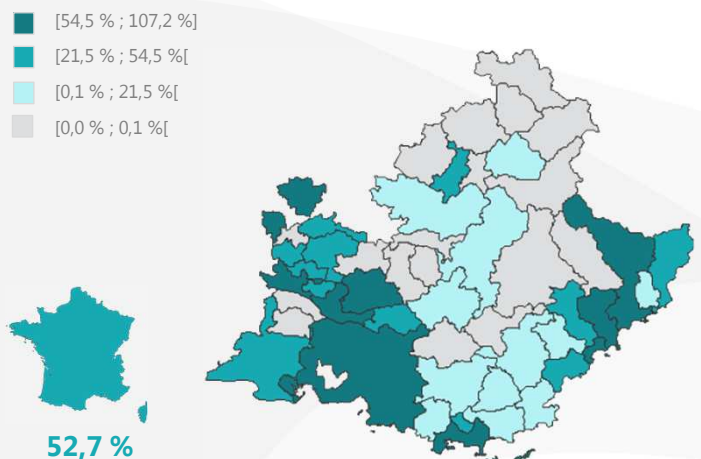 [54,5 % ; 107,2 %]
[21,5 % ; 54,5 %[
[0,1 % ; 21,5 %[
[0,0 % ; 0,1 %[
52,7 %